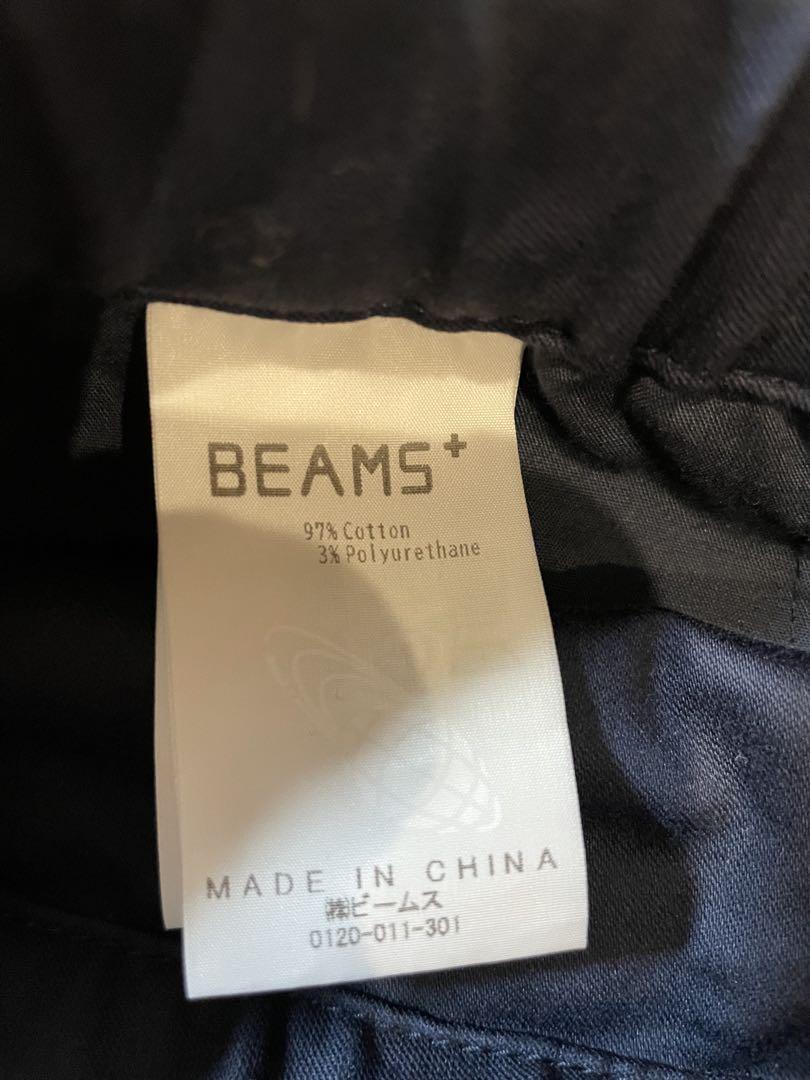 BEAMS+
97% Cotton
3% Polyurethane
MADE IN CHINA
㈱ビームス
0120-011-301